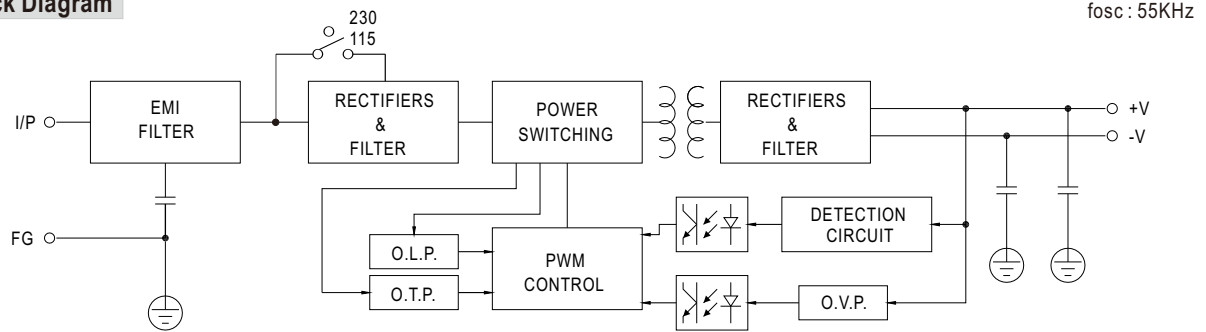 ck Diagram
fosc : 55KHz
230
115
I/P
EMI
FILTER
RECTIFIERS
&
FILTER
POWER
SWITCHING
RECTIFIERS
&
FILTER
+V
-V
FG
O.L.P.
O.T.P.
PWM
CONTROL
DETECTION
CIRCUIT
O.V.P.